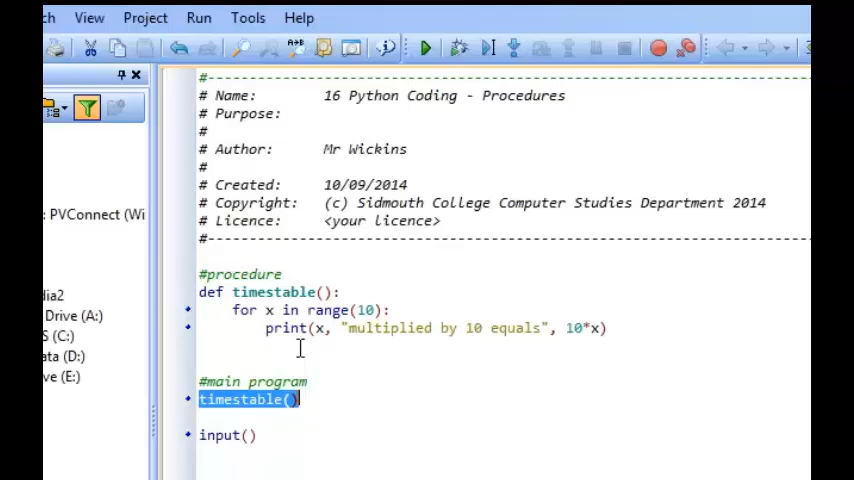 ch View Project Run Tools Help
#
# Name: 16 Python Coding - Procedures
# Purpose:
#
# Author: Mr Wickins
#
# Created: 10/09/2014
# Copyright: (c) Sidmouth College Computer Studies Department 2014
# Licence: <your licence>
#
: PVConnect (Wi
dia2
Drive (A:)
S (C:)
ata (D:)
ve (E:)
#procedure
def timestable():
for x in range(10):
print(x, "multiplied by 10 equals", 10*x)
#main program
timestable()
input()